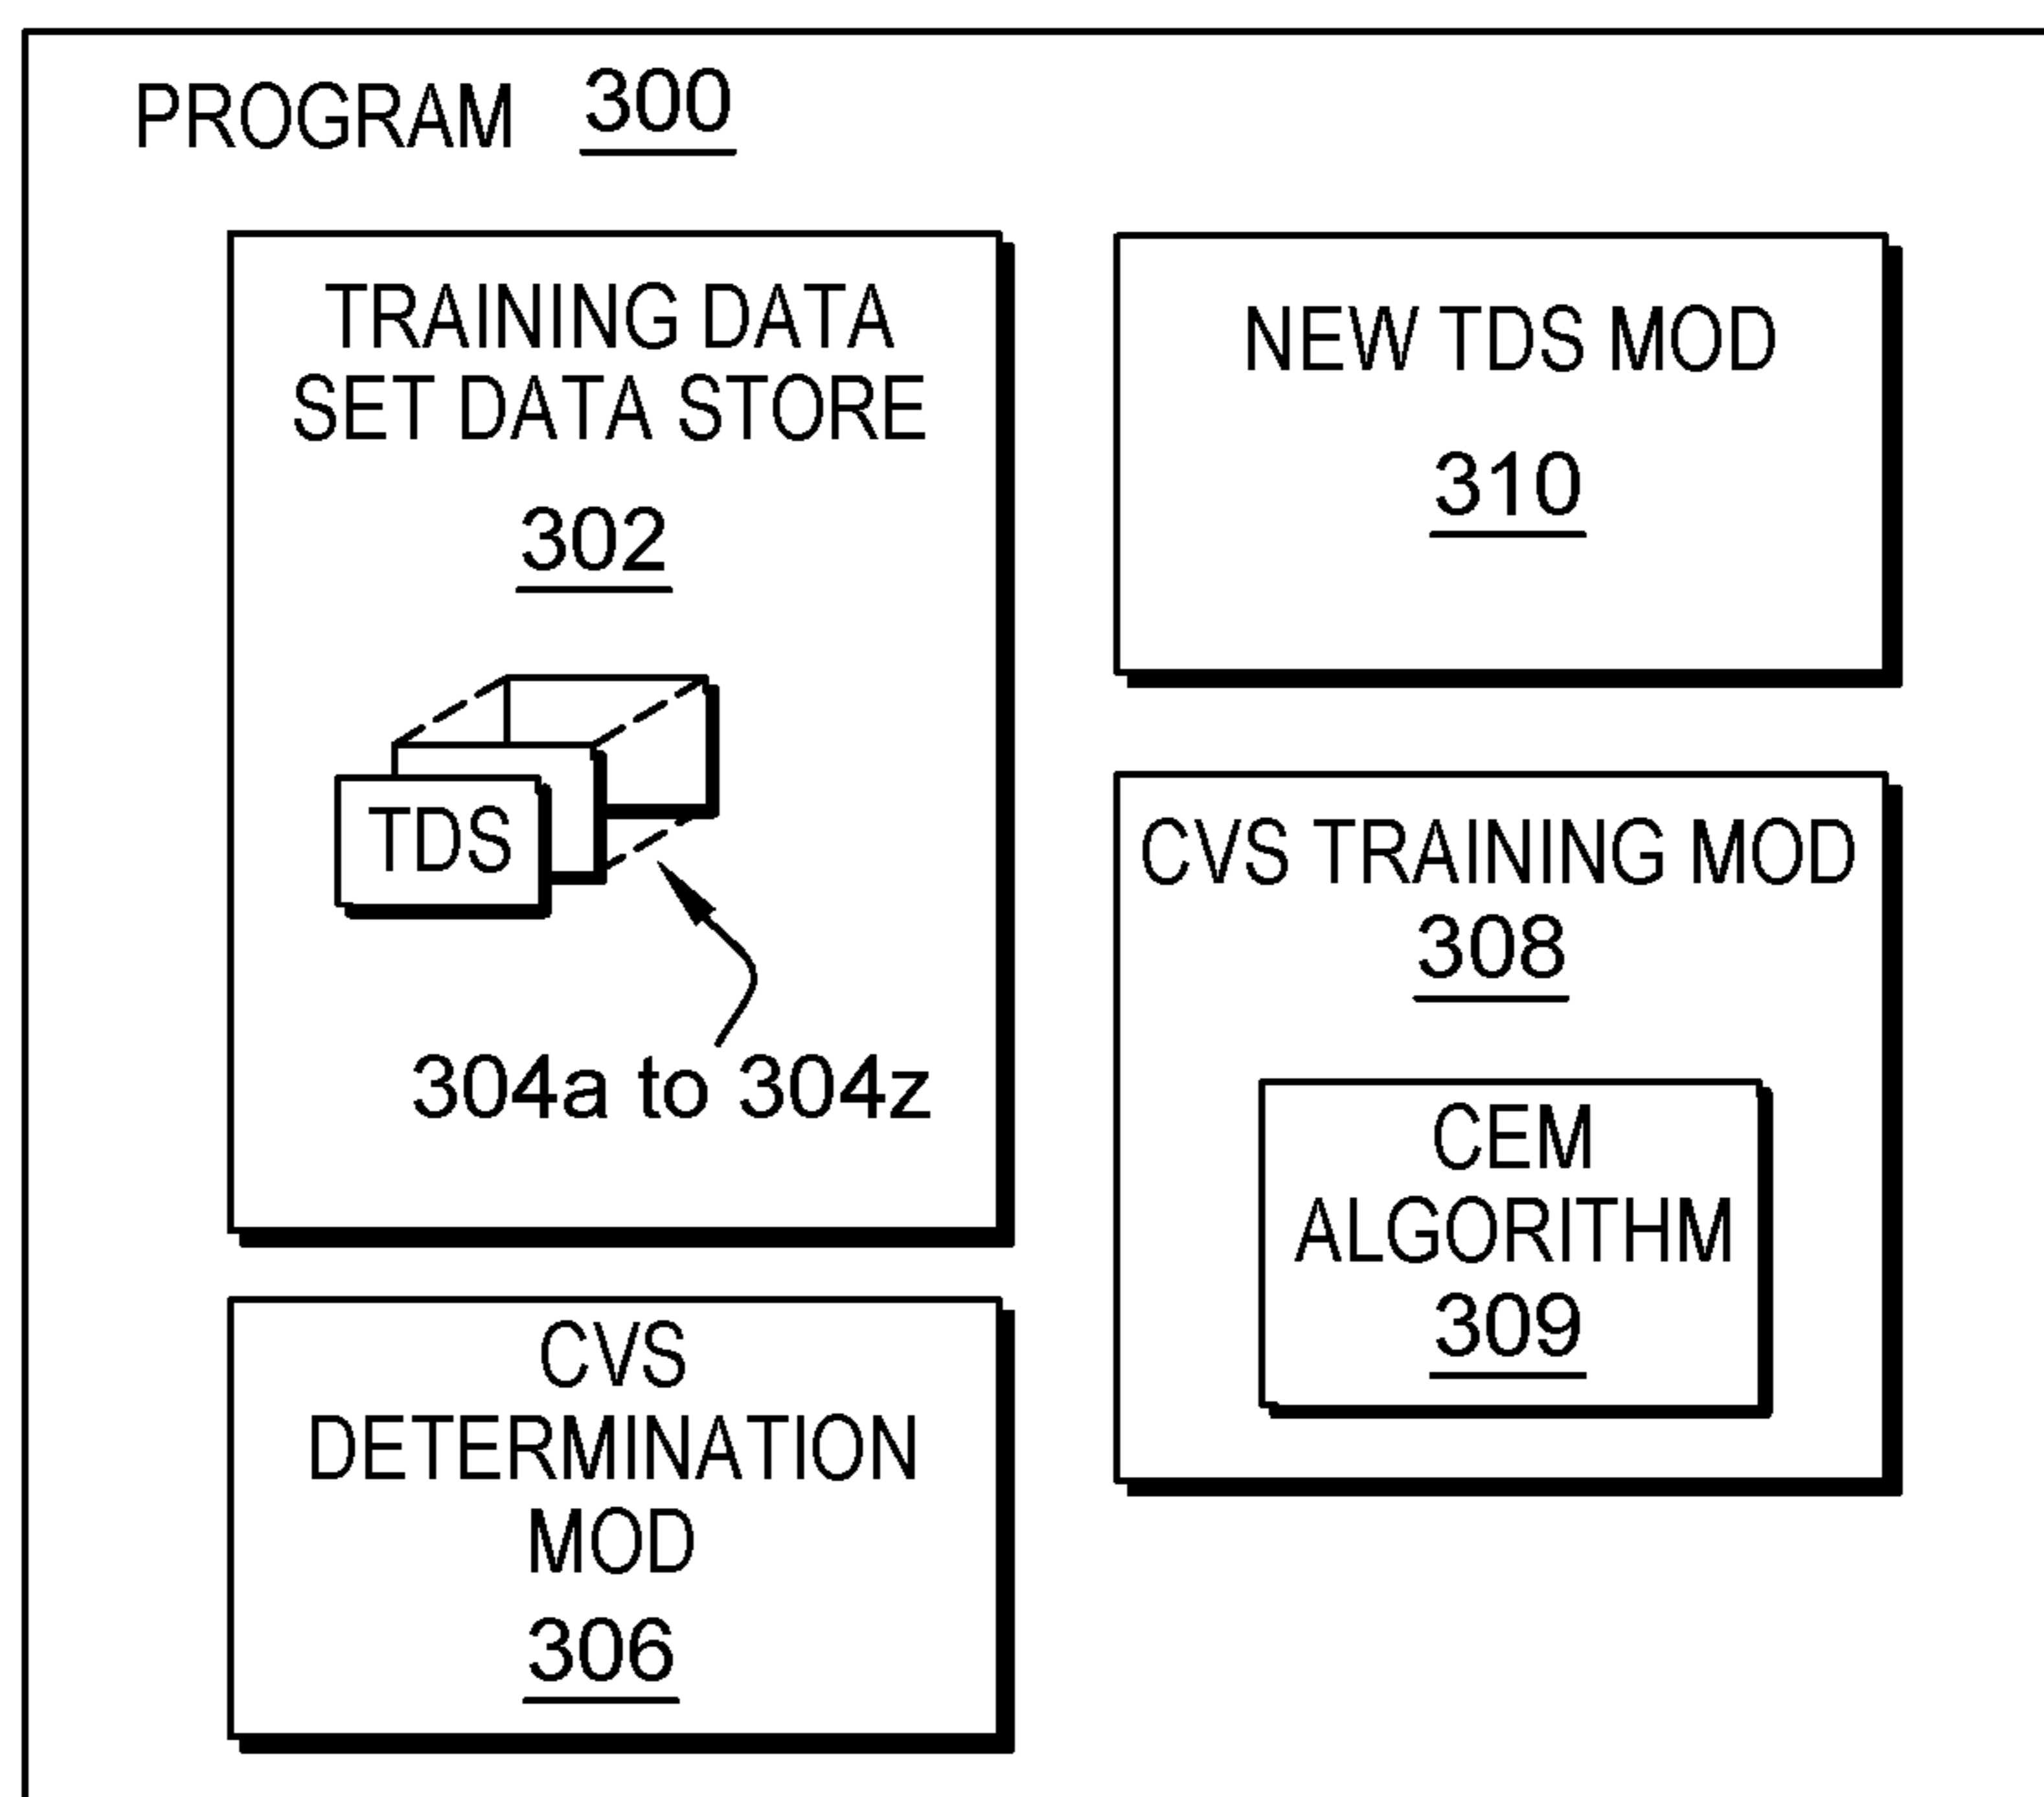 PROGRAM 300
TRAINING DATA
SET DATA STORE
302
TDS
304a to 304z
CVS
DETERMINATION
MOD
306
NEW TDS MOD
310
CVS TRAINING MOD
308
CEM
ALGORITHM
309